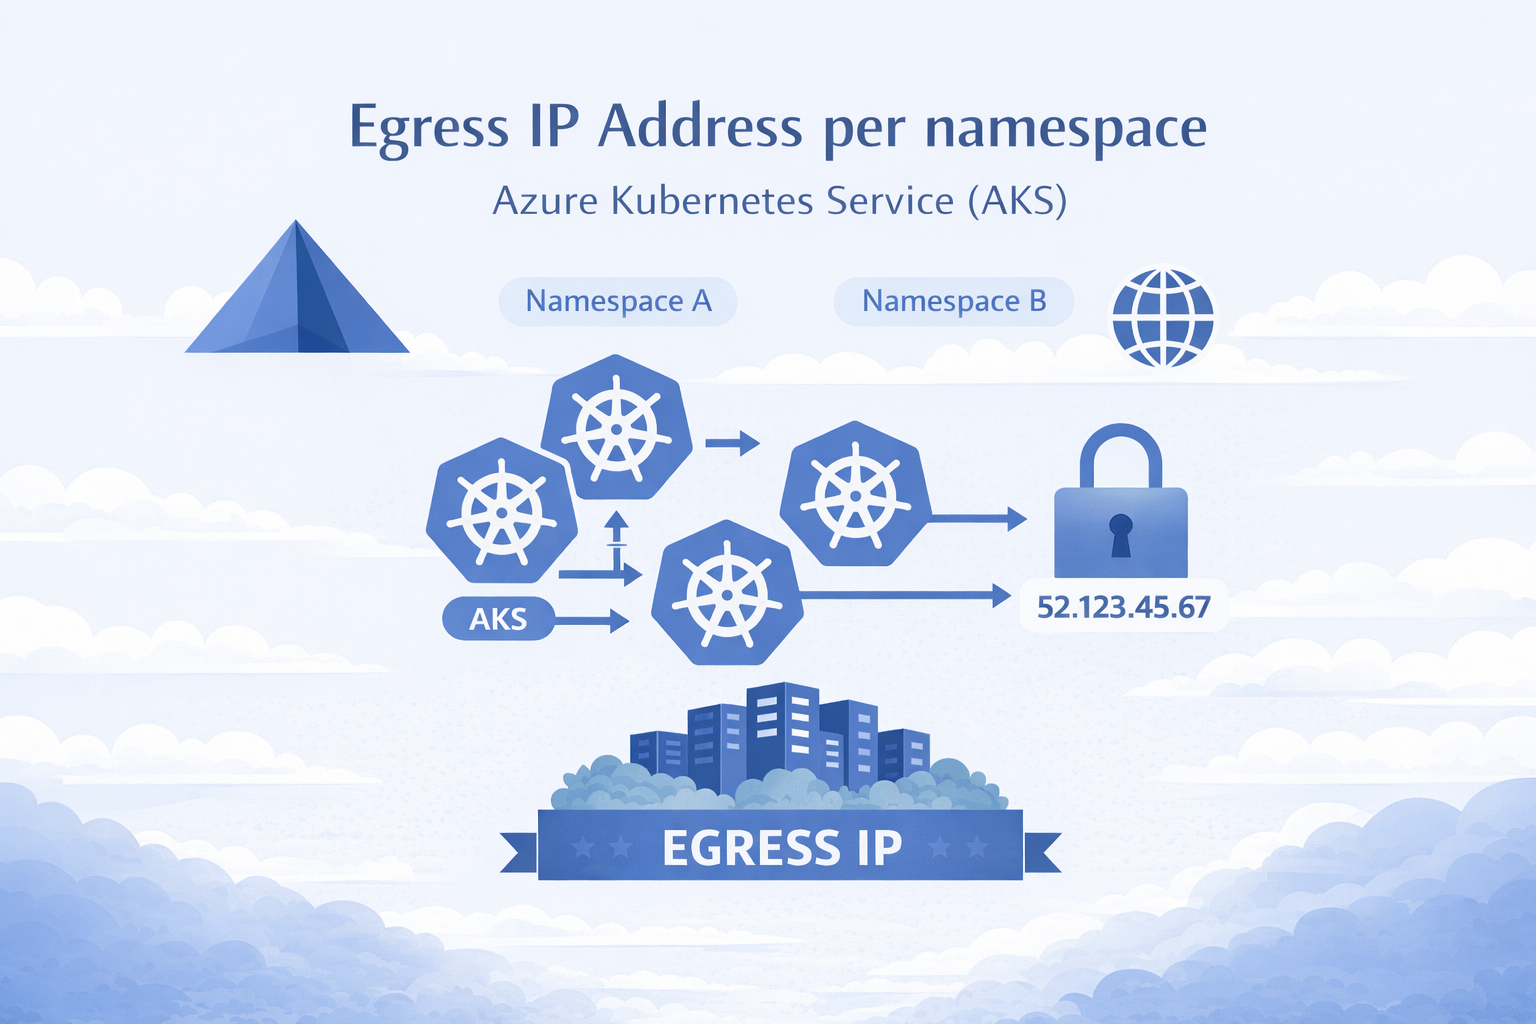 Egress IP Address per namespace
Azure Kubernetes Service (AKS)
Namespace A
Namespace B
AKS
52.123.45.67
EGRESS IP